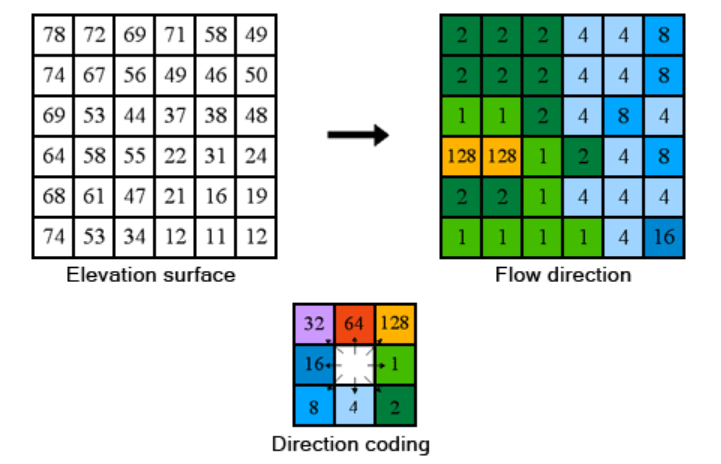 78 72 69 71 58 49 2 2 2 4 4 8
74 67 56 49 46 50 2 2 2 4 4 8
69 53 44 37 38 48 1 1 2 4 8 4
64 58 55 22 31 24 128 128 1 2 4 8
68 61 47 21 16 19 2 2 1 4 4 4
74 53 34 12 11 12 1 1 1 1 4 16
Elevation surface Flow direction
32 64 128
16 1
8 4 2
Direction coding